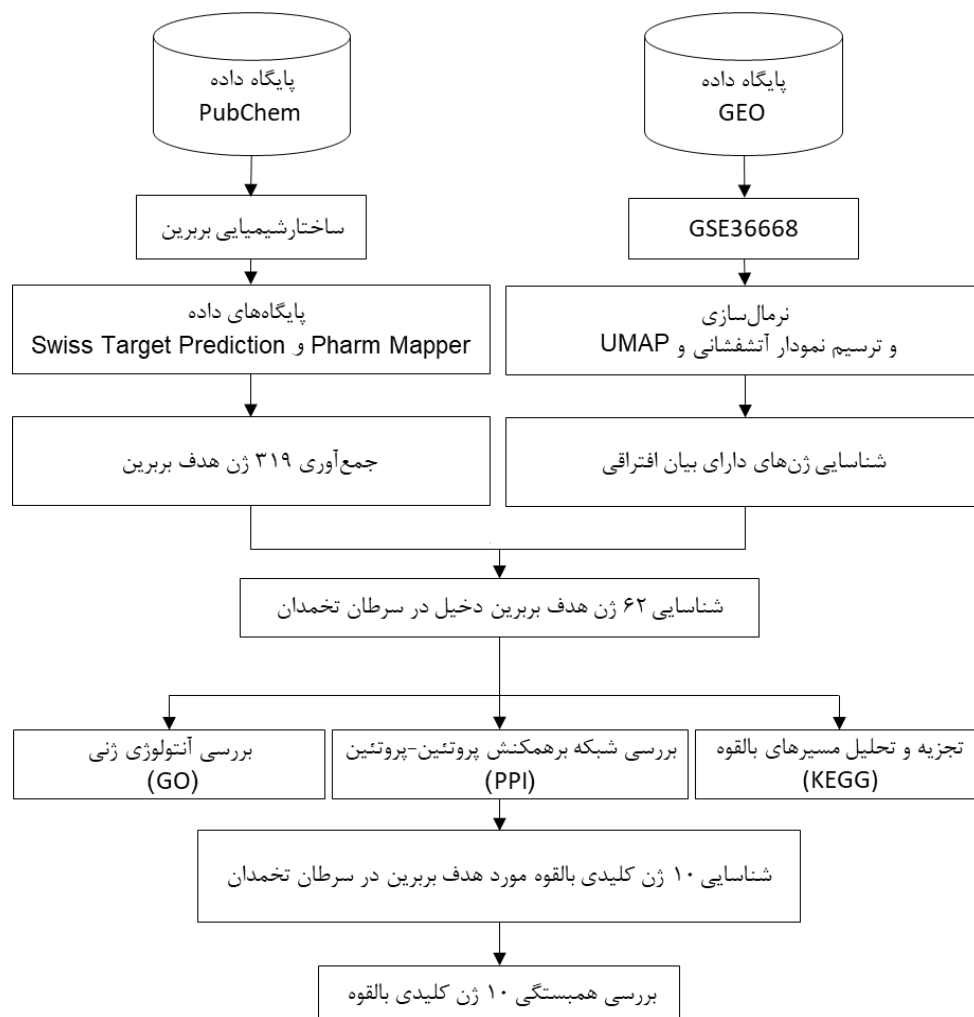 پایگاه داده
PubChem
پایگاه داده
GEO
ساختارشیمیایی بربرین
GSE36668
پایگاه‌های داده
Swiss Target Prediction و Pharm Mapper
نرمال‌سازی
و ترسیم نمودار آتشفشانی و UMAP
جمع‌آوری ۳۱۹ ژن هدف بربرین
شناسایی ژن‌های دارای بیان افتراقی
شناسایی ۶۲ ژن هدف بربرین دخیل در سرطان تخمدان
بررسی آنتولوژی ژنی
(GO)
بررسی شبکه برهمکنش پروتئین-پروتئین
(PPI)
تجزیه و تحلیل مسیرهای بالقوه
(KEGG)
شناسایی ۱۰ ژن کلیدی بالقوه مورد هدف بربرین در سرطان تخمدان
بررسی همبستگی ۱۰ ژن کلیدی بالقوه